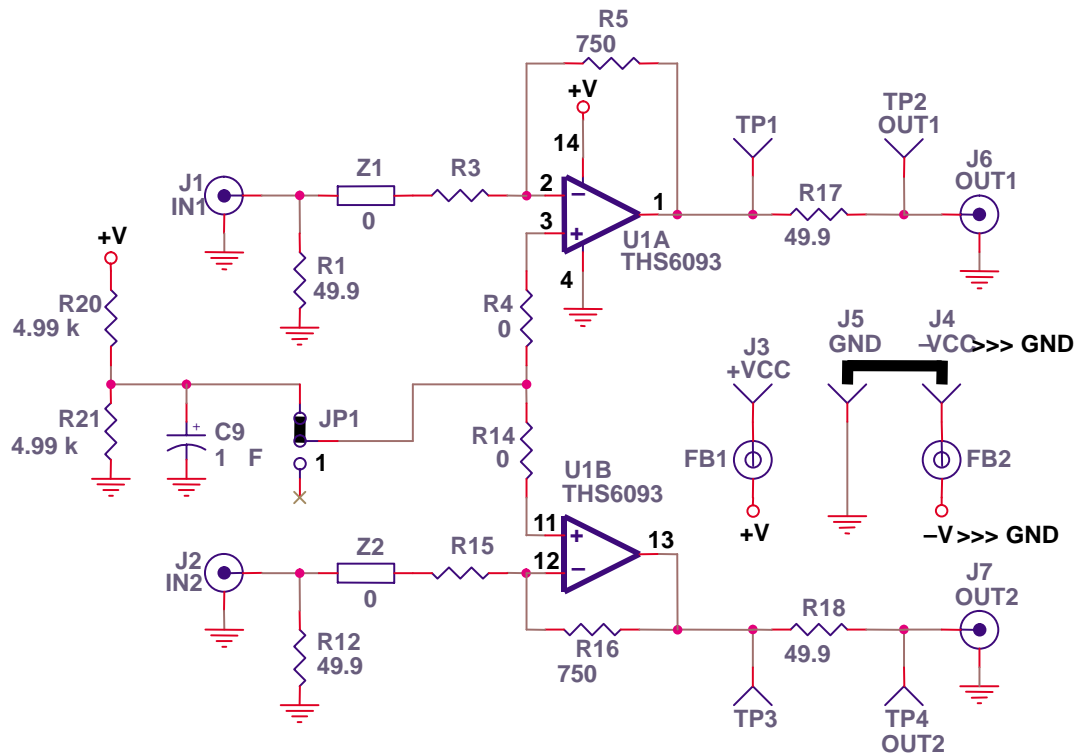 R5
750
+V
14
TP1
TP2
OUT1
J1
IN1
Z1
0
R3
2
3
1
R17
49.9
J6
OUT1
U1A
THS6093
4
+V
R1
49.9
R20
4.99 k
R4
0
J5
GND
J4
–VCC>>> GND
J3
+VCC
R21
4.99 k
C9
+
1 F
JP1
1
R14
0
FB1
FB2
U1B
THS6093
+V
–V>>> GND
11
12
13
J2
IN2
Z2
0
R15
J7
OUT2
R12
49.9
R16
750
R18
49.9
TP3
TP4
OUT2